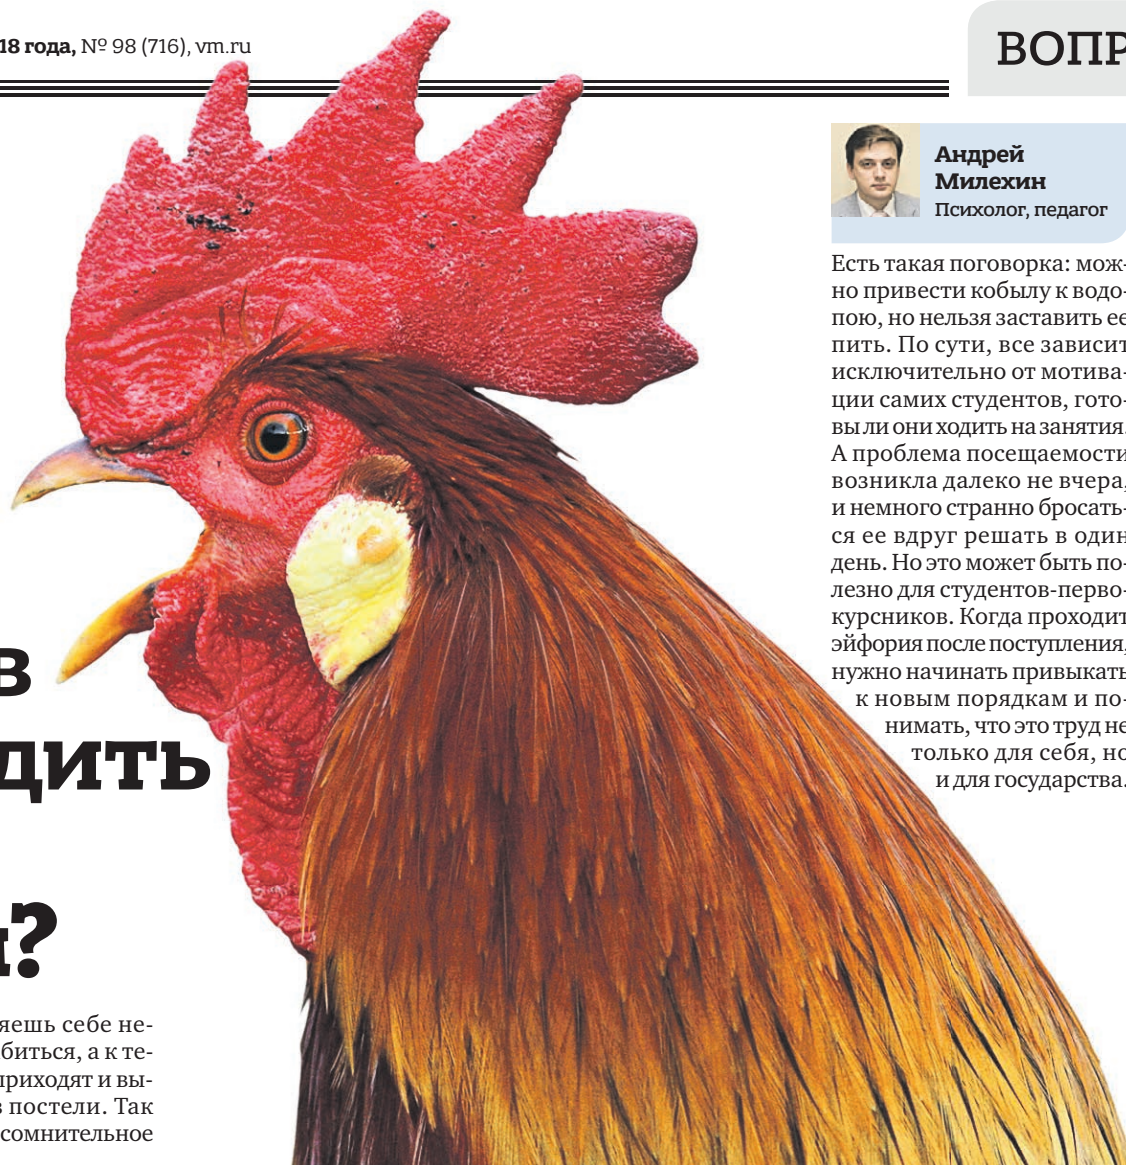 18 года, № 98 (716), vm.ru
ВОПР
в
дить
?
яешь себе не-
биться, а к те-
приходят и вы-
в постели. Так
сомнительное
Андрей
Милехин
Психолог, педагог
Есть такая поговорка: мож-
но привести кобылу к водо-
пою, но нельзя заставить ее
пить. По сути, все зависит
исключительно от мотива-
ции самих студентов, гото-
вы ли они ходить на занятия.
А проблема посещаемости
возникла далеко не вчера,
и немного странно бросать-
ся ее вдруг решать в один
день. Но это может быть по-
лезно для студентов-перво-
курсников. Когда проходит
эйфория после поступления,
нужно начинать привыкать
к новым порядкам и по-
нимать, что это труд не
только для себя, но
и для государства.